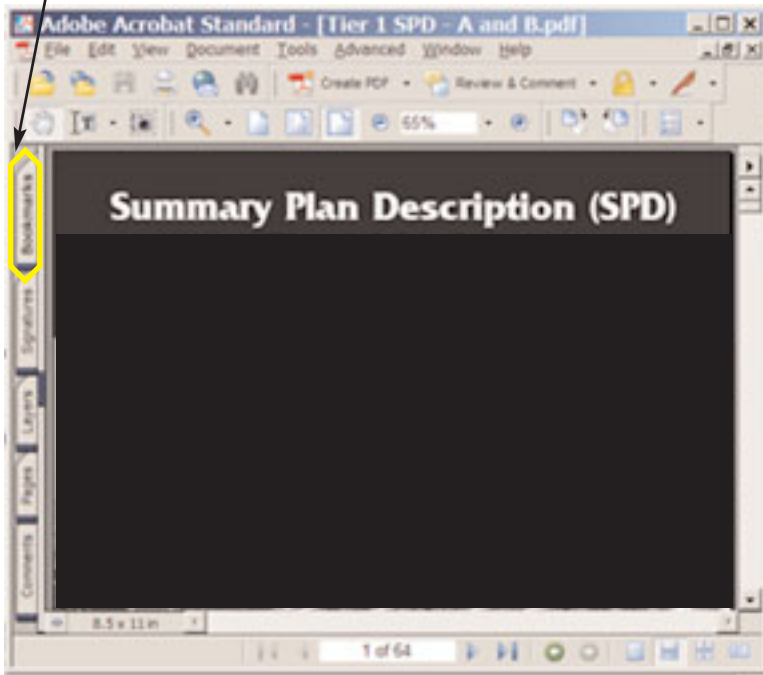 Adobe Acrobat Standard - [Tier 1 SPD - A and B.pdf]
File Edit View Document Tools Advanced Window Help
Create PDF Review & Comment
65%
Bookmarks
Summary Plan Description (SPD)
Signatures
Layers
Pages
Comments
8.5 x 11 in
1 of 64